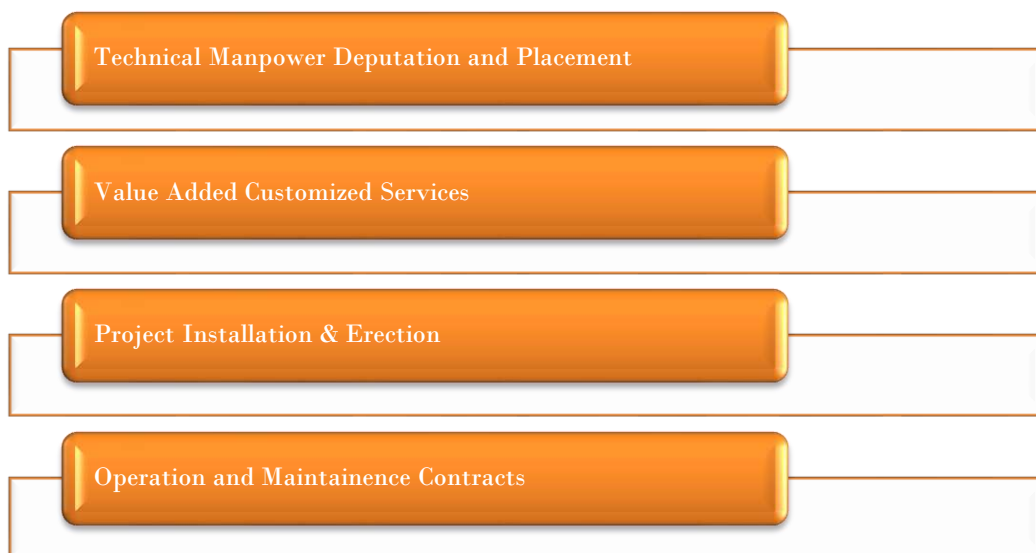 Technical Manpower Deputation and Placement
Value Added Customized Services
Project Installation & Erection
Operation and Maintainence Contracts